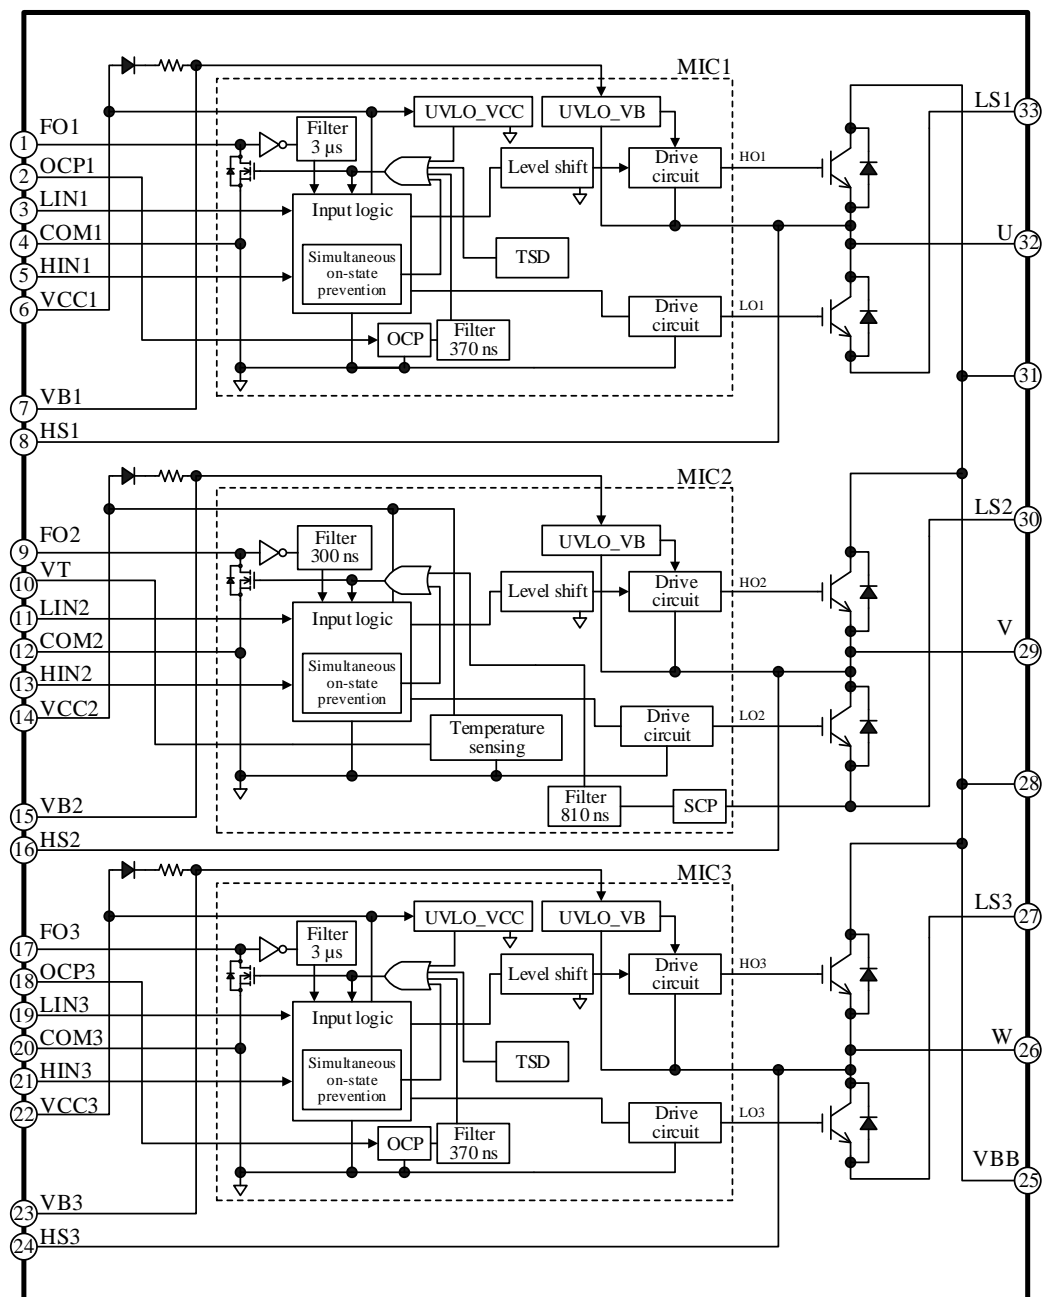 MIC1
1 FO1
2 OCP1
3 LIN1
4 COM1
5 HIN1
6 VCC1
7 VB1
8 HS1
Filter
3 µs
UVLO_VCC
UVLO_VB
Input logic
Level shift
Drive
circuit
HO1
Simultaneous
on-state
prevention
TSD
OCP
Filter
370 ns
Drive
circuit
LO1
LS1 33
U 32
31
MIC2
9 FO2
10 VT
11 LIN2
12 COM2
13 HIN2
14 VCC2
15 VB2
16 HS2
Filter
300 ns
UVLO_VB
Input logic
Level shift
Drive
circuit
HO2
Simultaneous
on-state
prevention
Temperature
sensing
Drive
circuit
LO2
Filter
810 ns
SCP
LS2 30
V 29
28
MIC3
17 FO3
18 OCP3
19 LIN3
20 COM3
21 HIN3
22 VCC3
23 VB3
24 HS3
Filter
3 µs
UVLO_VCC
UVLO_VB
Input logic
Level shift
Drive
circuit
HO3
Simultaneous
on-state
prevention
TSD
OCP
Filter
370 ns
Drive
circuit
LO3
LS3 27
W 26
VBB 25